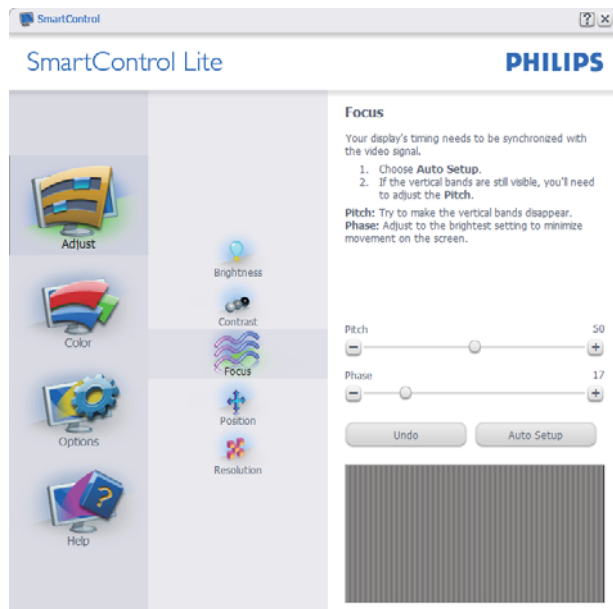 SmartControl
SmartControl Lite
PHILIPS
Adjust
Color
Options
Help
Brightness
Contrast
Focus
Position
Resolution
Focus
Your display's timing needs to be synchronized with
the video signal.
1. Choose Auto Setup.
2. If the vertical bands are still visible, you'll need
to adjust the Pitch.
Pitch: Try to make the vertical bands disappear.
Phase: Adjust to the brightest setting to minimize
movement on the screen.
Pitch 50
Phase 17
Undo Auto Setup